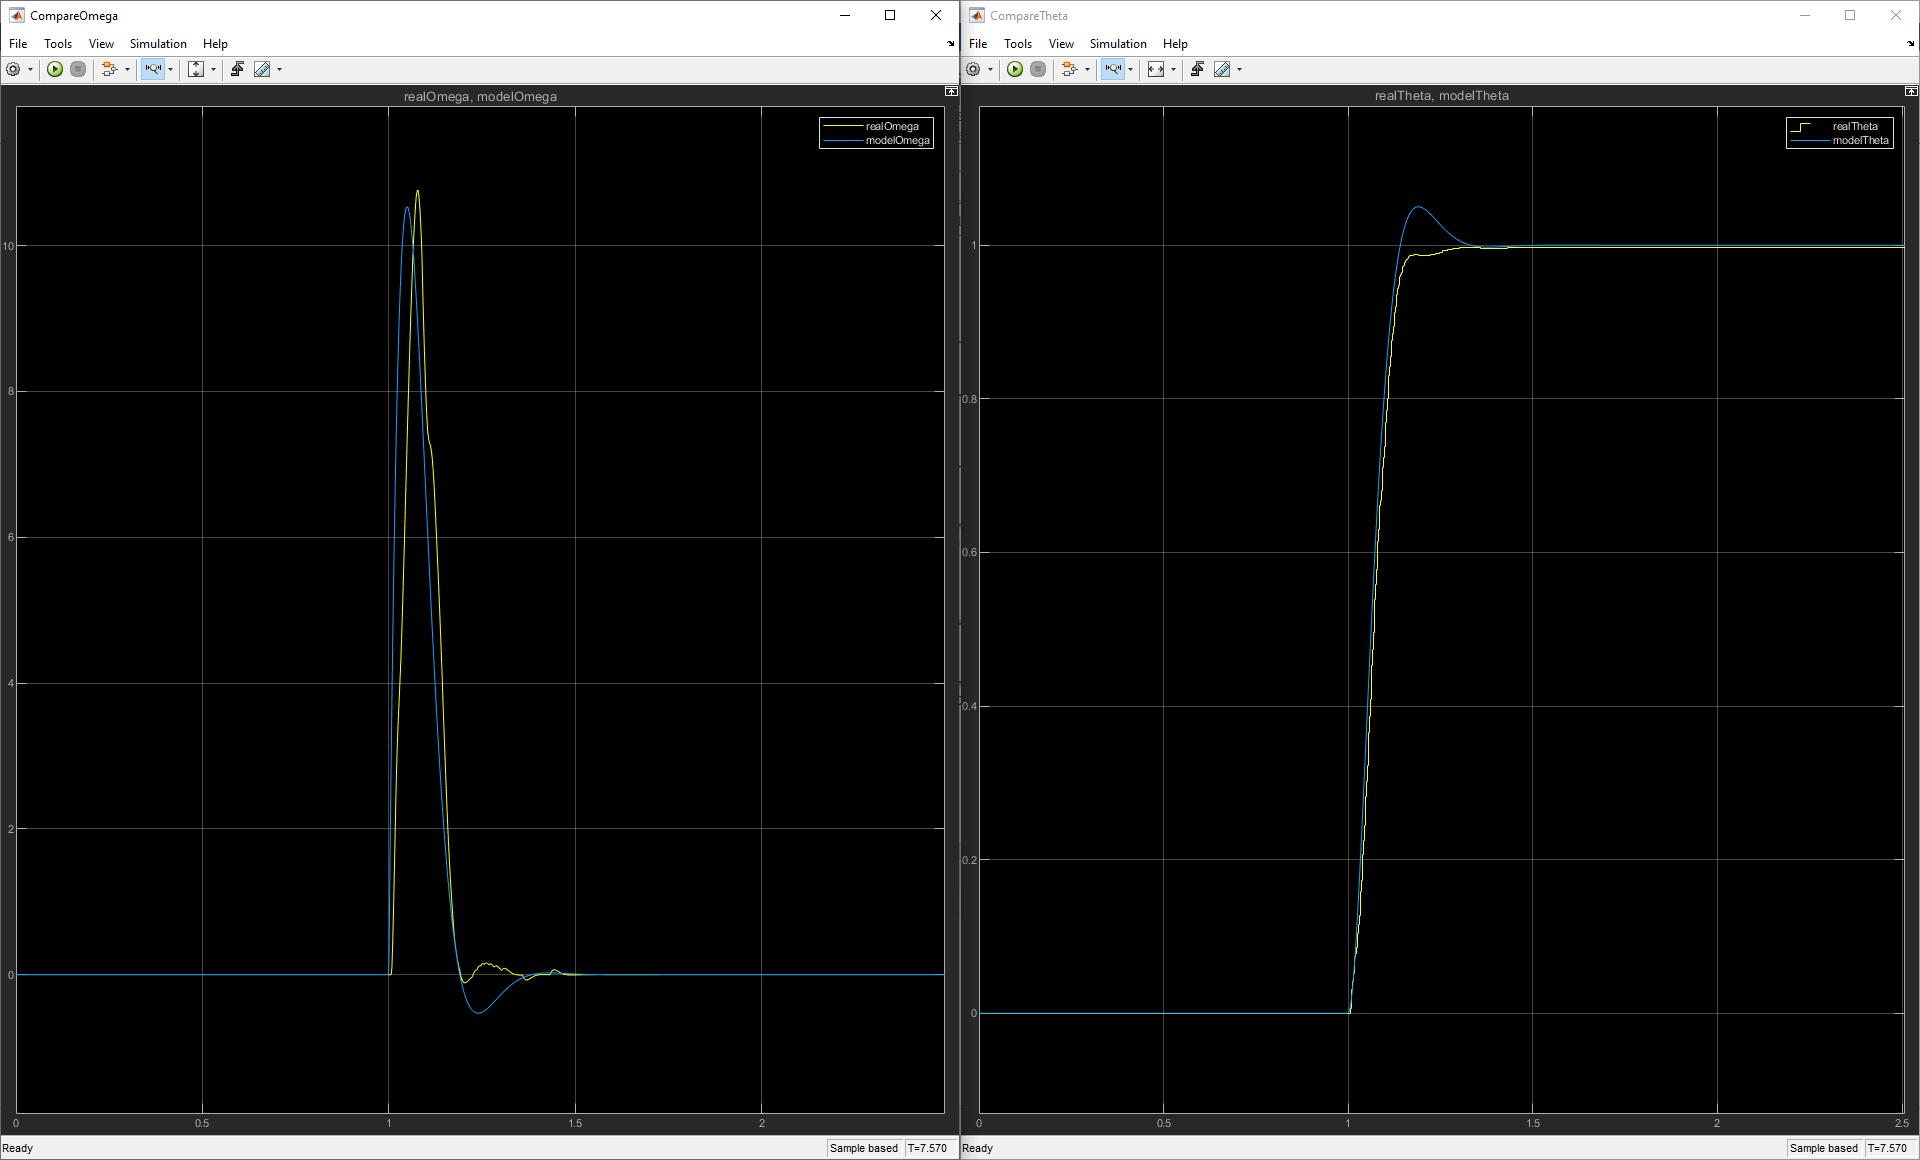 CompareOmega
File Tools View Simulation Help
realOmega, modelOmega
realOmega
modelOmega
10
8
6
4
2
0
0 0.5 1 1.5 2
Ready
Sample based T=7.570
CompareTheta
File Tools View Simulation Help
realTheta, modelTheta
realTheta
modelTheta
1
0.8
0.6
0.4
0.2
0
0 0.5 1 1.5 2 2.5
Ready
Sample based T=7.570